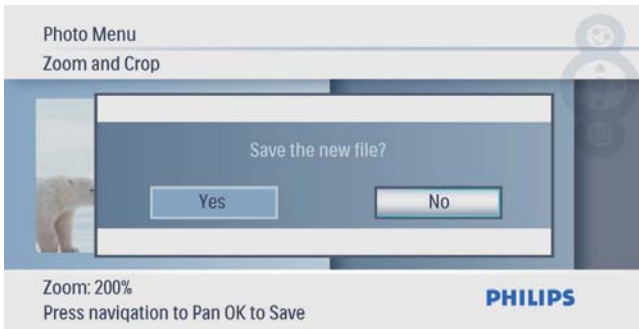 Photo Menu
Zoom and Crop
Save the new file?
Yes No
Zoom: 200%
Press navigation to Pan OK to Save
PHILIPS